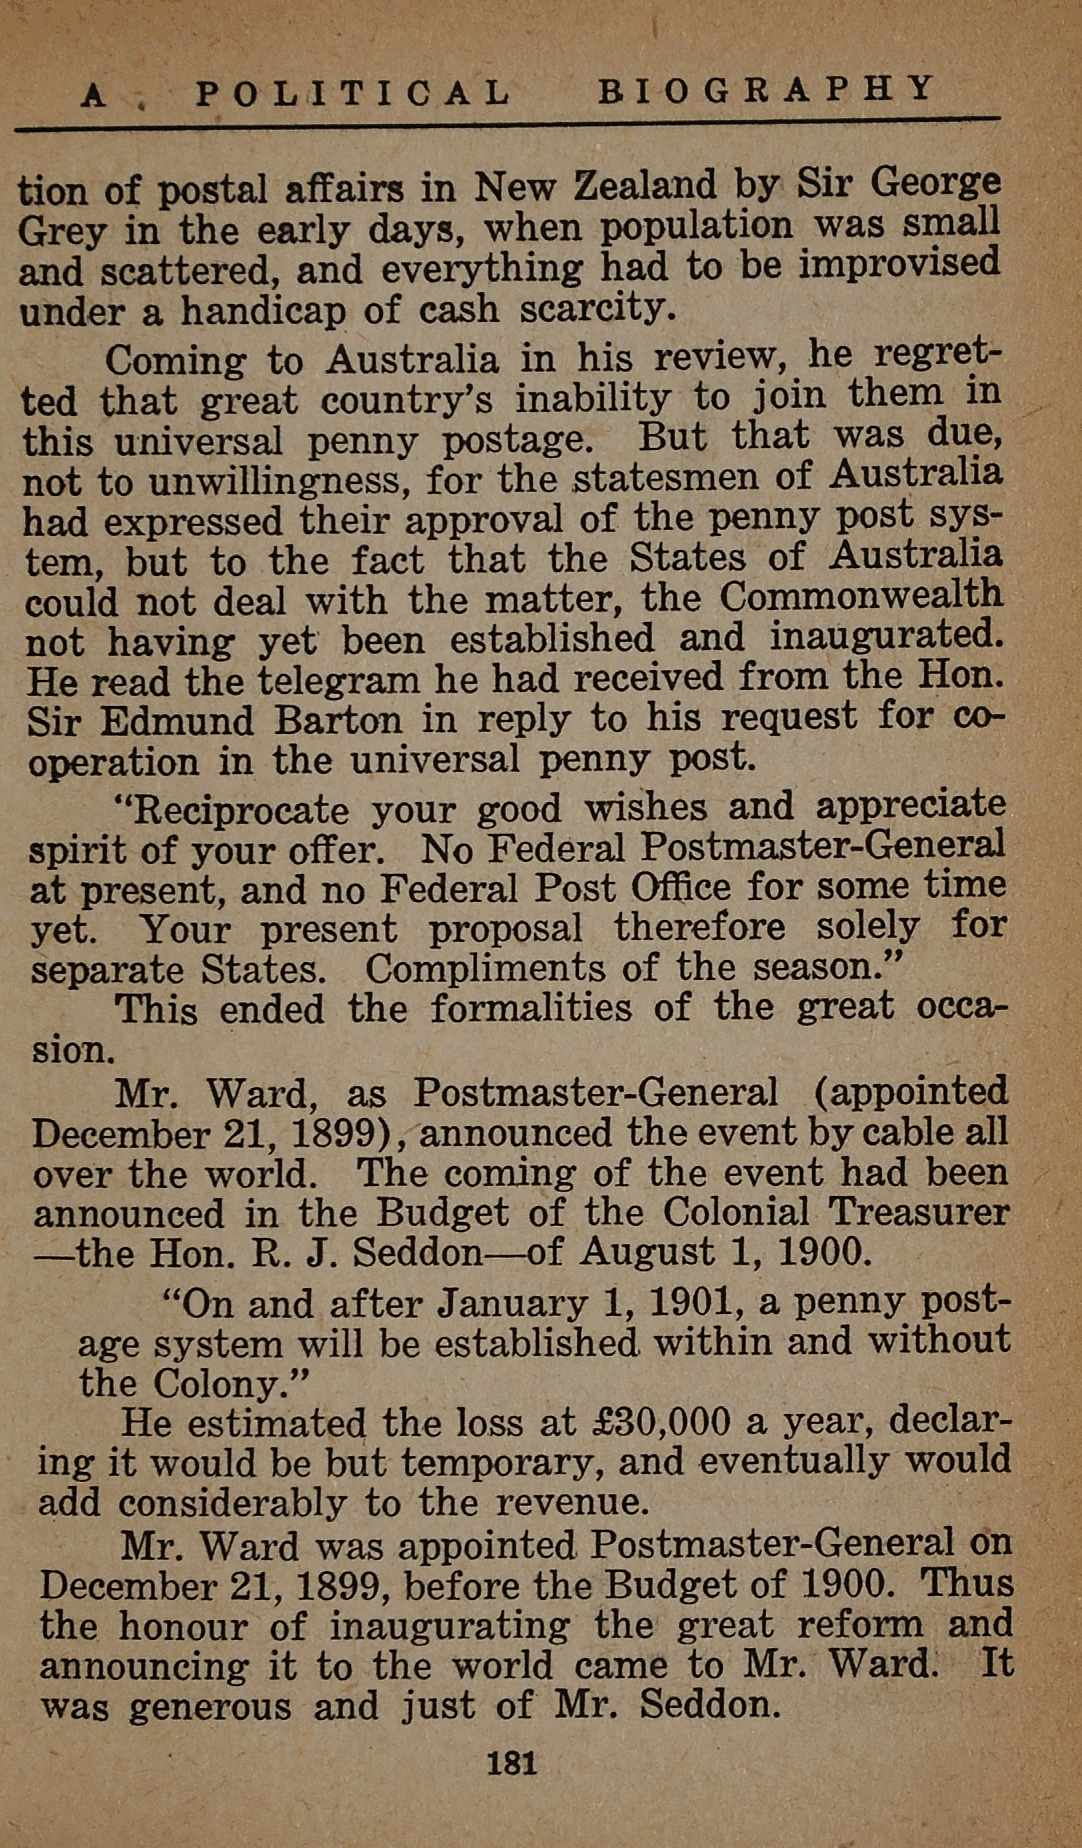 A POLITICAL BIOGRAPHY
tion of postal affairs in New Zealand by Sir George
Grey in the early days, when population was small
and scattered, and everything had to be improvised
under a handicap of cash scarcity.
Coming to Australia in his review, he regret-
ted that great country's inability to join them in
this universal penny postage. But that was due,
not to unwillingness, for the statesmen of Australia
had expressed their approval of the penny post sys-
tem, but to the fact that the States of Australia
could not deal with the matter, the Commonwealth
not having yet been established and inaugurated.
He read the telegram he had received from the Hon.
Sir Edmund Barton in reply to his request for co-
operation in the universal penny post.
"Reciprocate your good wishes and appreciate
spirit of your offer. No Federal Postmaster-General
at present, and no Federal Post Office for some time
yet. Your present proposal therefore solely for
separate States. Compliments of the season."
This ended the formalities of the great occa-
sion.
Mr. Ward, as Postmaster-General (appointed
December 21, 1899), announced the event by cable all
over the world. The coming of the event had been
announced in the Budget of the Colonial Treasurer
—the Hon. R. J. Seddon—of August 1, 1900.
"On and after January 1, 1901, a penny post-
age system will be established within and without
the Colony."
He estimated the loss at £30,000 a year, declar-
ing it would be but temporary, and eventually would
add considerably to the revenue.
Mr. Ward was appointed Postmaster-General on
December 21, 1899, before the Budget of 1900. Thus
the honour of inaugurating the great reform and
announcing it to the world came to Mr. Ward. It
was generous and just of Mr. Seddon.
181